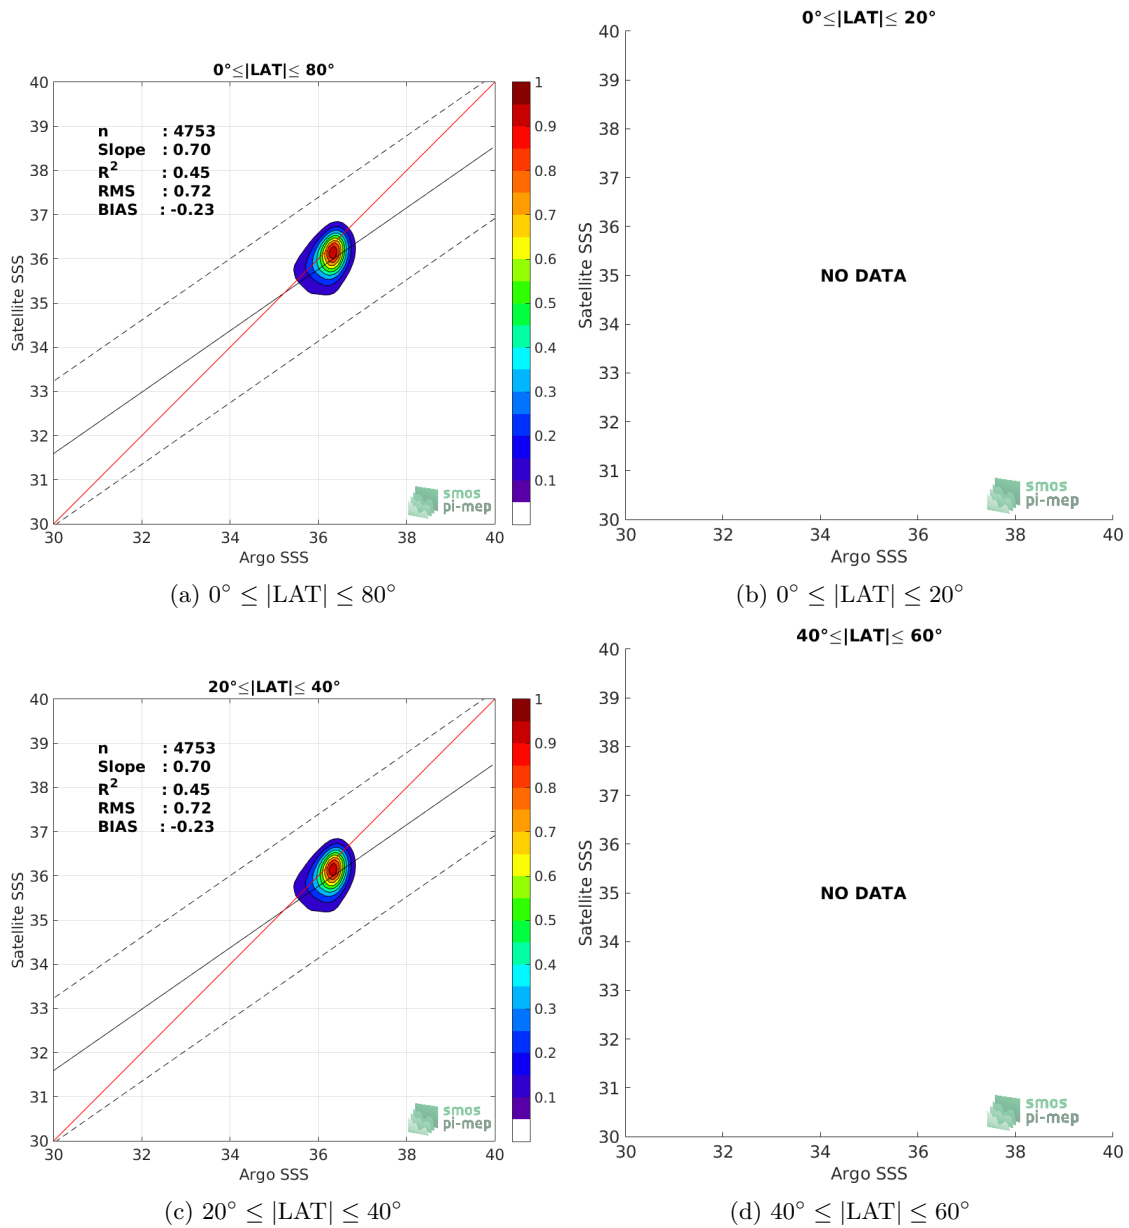 0°≤|LAT|≤ 80°
40
39
38
37
36
35
34
33
32
31
30
Satellite SSS
n : 4753
Slope : 0.70
R2 : 0.45
RMS : 0.72
BIAS : -0.23
smos
pi-mep
30 32 34 36 38 40
Argo SSS
1
0.9
0.8
0.7
0.6
0.5
0.4
0.3
0.2
0.1
(a) 0° ≤ |LAT| ≤ 80°
0°≤|LAT|≤ 20°
40
39
38
37
36
35
34
33
32
31
30
Satellite SSS
NO DATA
smos
pi-mep
30 32 34 36 38 40
Argo SSS
(b) 0° ≤ |LAT| ≤ 20°
20°≤|LAT|≤ 40°
40
39
38
37
36
35
34
33
32
31
30
Satellite SSS
n : 4753
Slope : 0.70
R2 : 0.45
RMS : 0.72
BIAS : -0.23
smos
pi-mep
30 32 34 36 38 40
Argo SSS
1
0.9
0.8
0.7
0.6
0.5
0.4
0.3
0.2
0.1
(c) 20° ≤ |LAT| ≤ 40°
40°≤|LAT|≤ 60°
40
39
38
37
36
35
34
33
32
31
30
Satellite SSS
NO DATA
smos
pi-mep
30 32 34 36 38 40
Argo SSS
(d) 40° ≤ |LAT| ≤ 60°